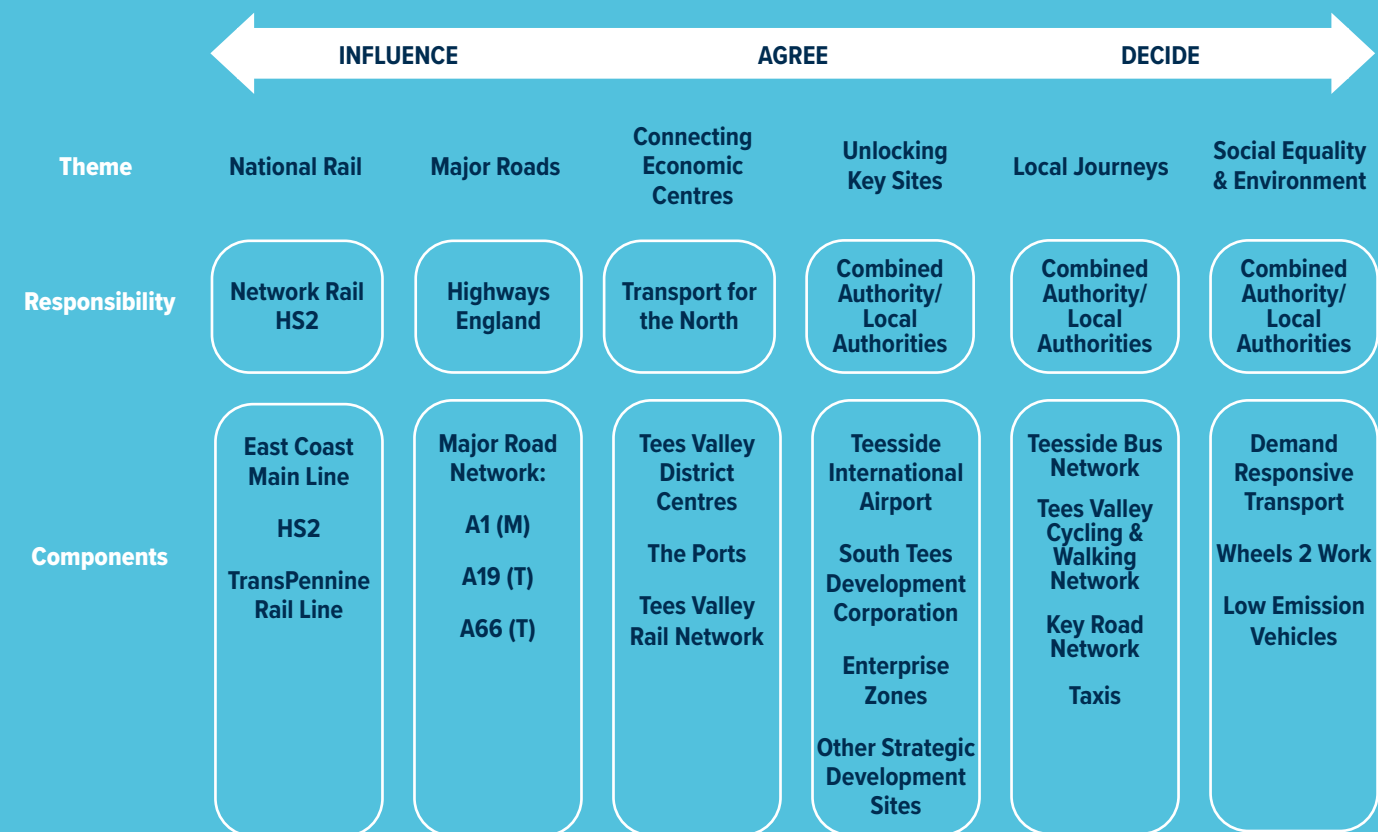 INFLUENCE AGREE DECIDE
Theme
National Rail
Major Roads
Connecting
Economic
Centres
Unlocking
Key Sites
Local Journeys
Social Equality
& Environment
Responsibility
Network Rail
HS2
Highways
England
Transport for
the North
Combined
Authority/
Local
Authorities
Combined
Authority/
Local
Authorities
Combined
Authority/
Local
Authorities
Components
East Coast
Main Line
HS2
TransPennine
Rail Line
Major Road
Network:
A1 (M)
A19 (T)
A66 (T)
Tees Valley
District
Centres
The Ports
Tees Valley
Rail Network
Teesside
International
Airport
South Tees
Development
Corporation
Enterprise
Zones
Other Strategic
Development
Sites
Teesside Bus
Network
Tees Valley
Cycling &
Walking
Network
Key Road
Network
Taxis
Demand
Responsive
Transport
Wheels 2 Work
Low Emission
Vehicles